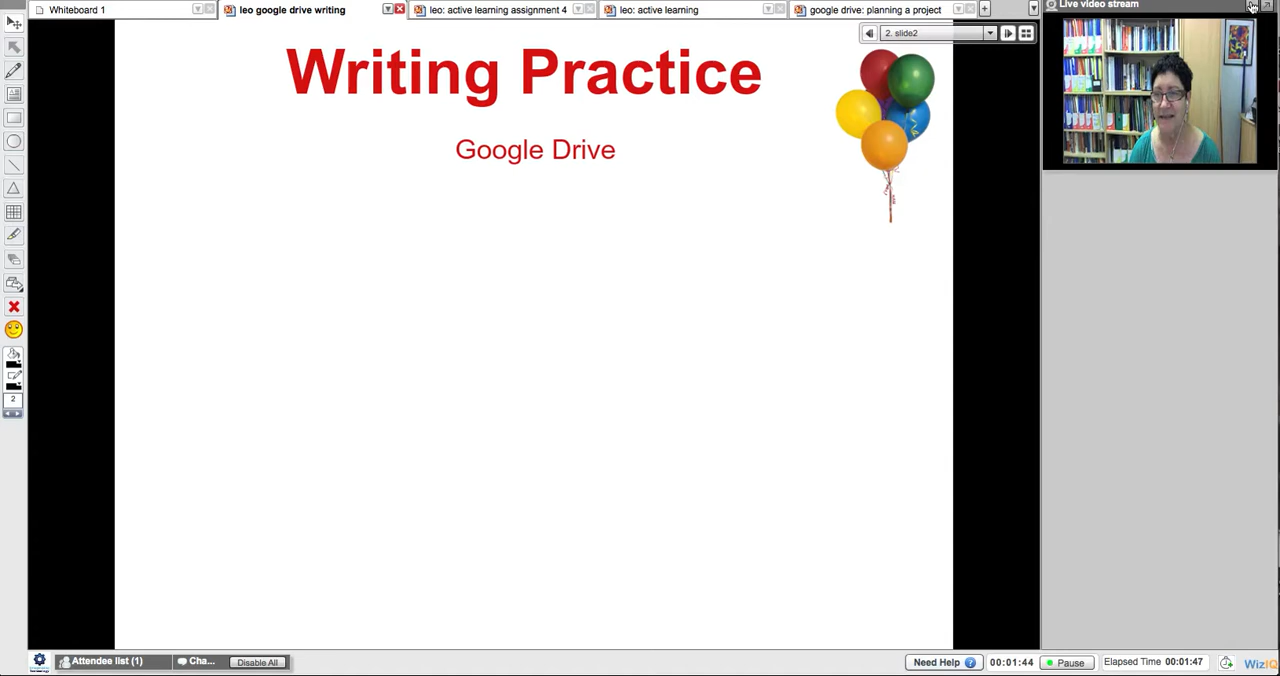 Whiteboard 1
leo google drive writing
leo: active learning assignment 4
leo: active learning
google drive: planning a project
Live video stream
2. slide2
Writing Practice
Google Drive
2
Attendee list (1)
Cha...
Disable All
Need Help
00:01:44
Pause
Elapsed Time 00:01:47
WizIQ